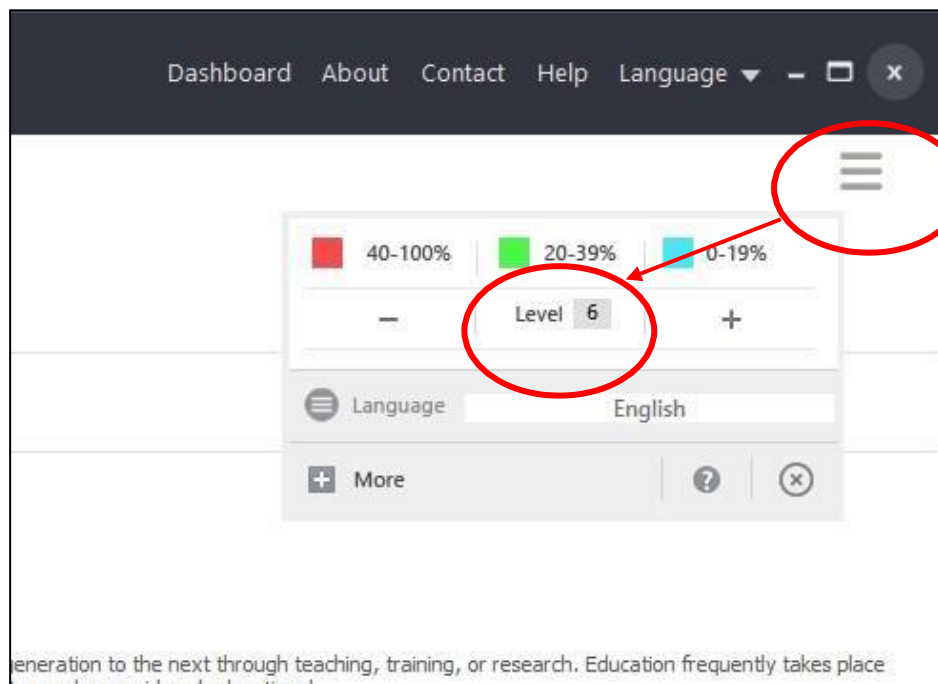 Dashboard About Contact Help Language
40-100% 20-39% 0-19%
− Level 6 +
Language English
More ?
eneration to the next through teaching, training, or research. Education frequently takes place